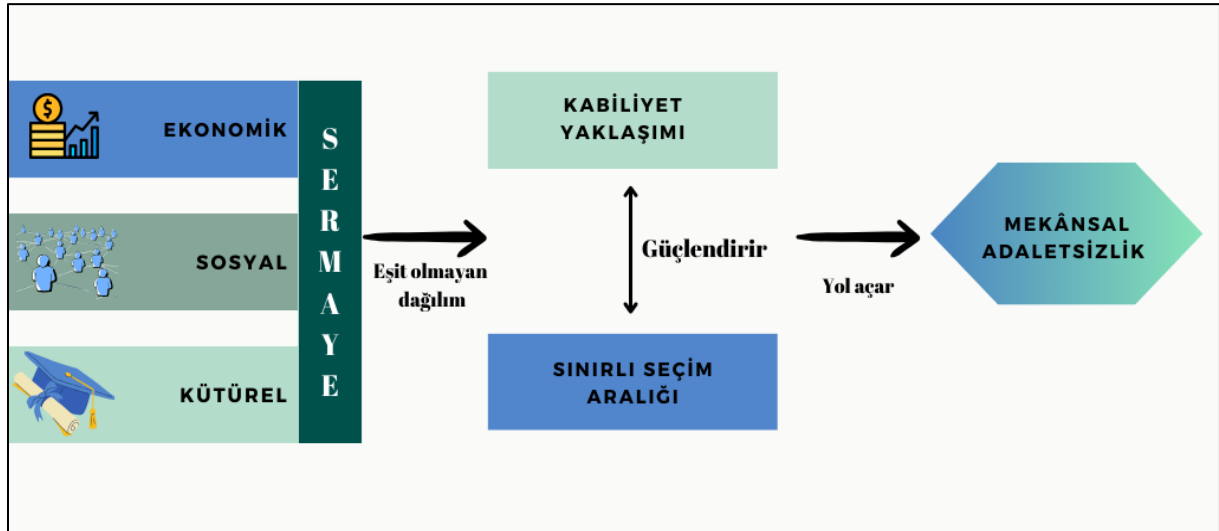 EKONOMİK
SOSYAL
KÜTÜREL
SERMAYE
Eşit olmayan
dağılım
KABİLİYET
YAKLAŞIMI
Güçlendirir
SINIRLI SEÇİM
ARALIĞI
Yol açar
MEKÂNSAL
ADALETSİZLİK